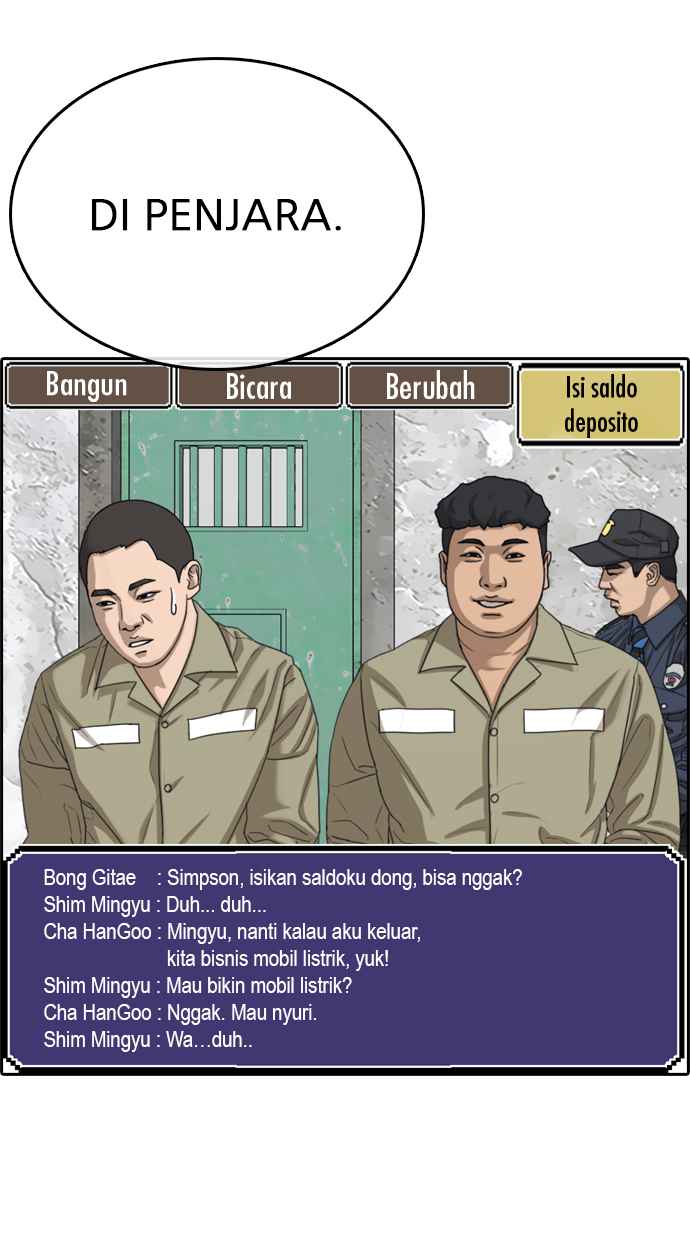 DI PENJARA.
Bangun
Bicara
Berubah
Isi saldo
deposito
Bong Gitae : Simpson, isikan saldoku dong, bisa nggak?
Shim Mingyu : Duh... duh...
Cha HanGoo : Mingyu, nanti kalau aku keluar,
kita bisnis mobil listrik, yuk!
Shim Mingyu : Mau bikin mobil listrik?
Cha HanGoo : Nggak. Mau nyuri.
Shim Mingyu : Wa...duh..